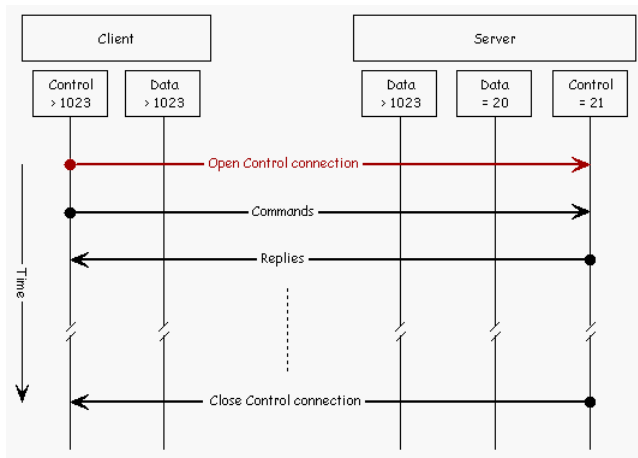 Client
Server
Control
> 1023
Data
> 1023
Data
> 1023
Data
= 20
Control
= 21
Open Control connection
Commands
Replies
Time
Close Control connection